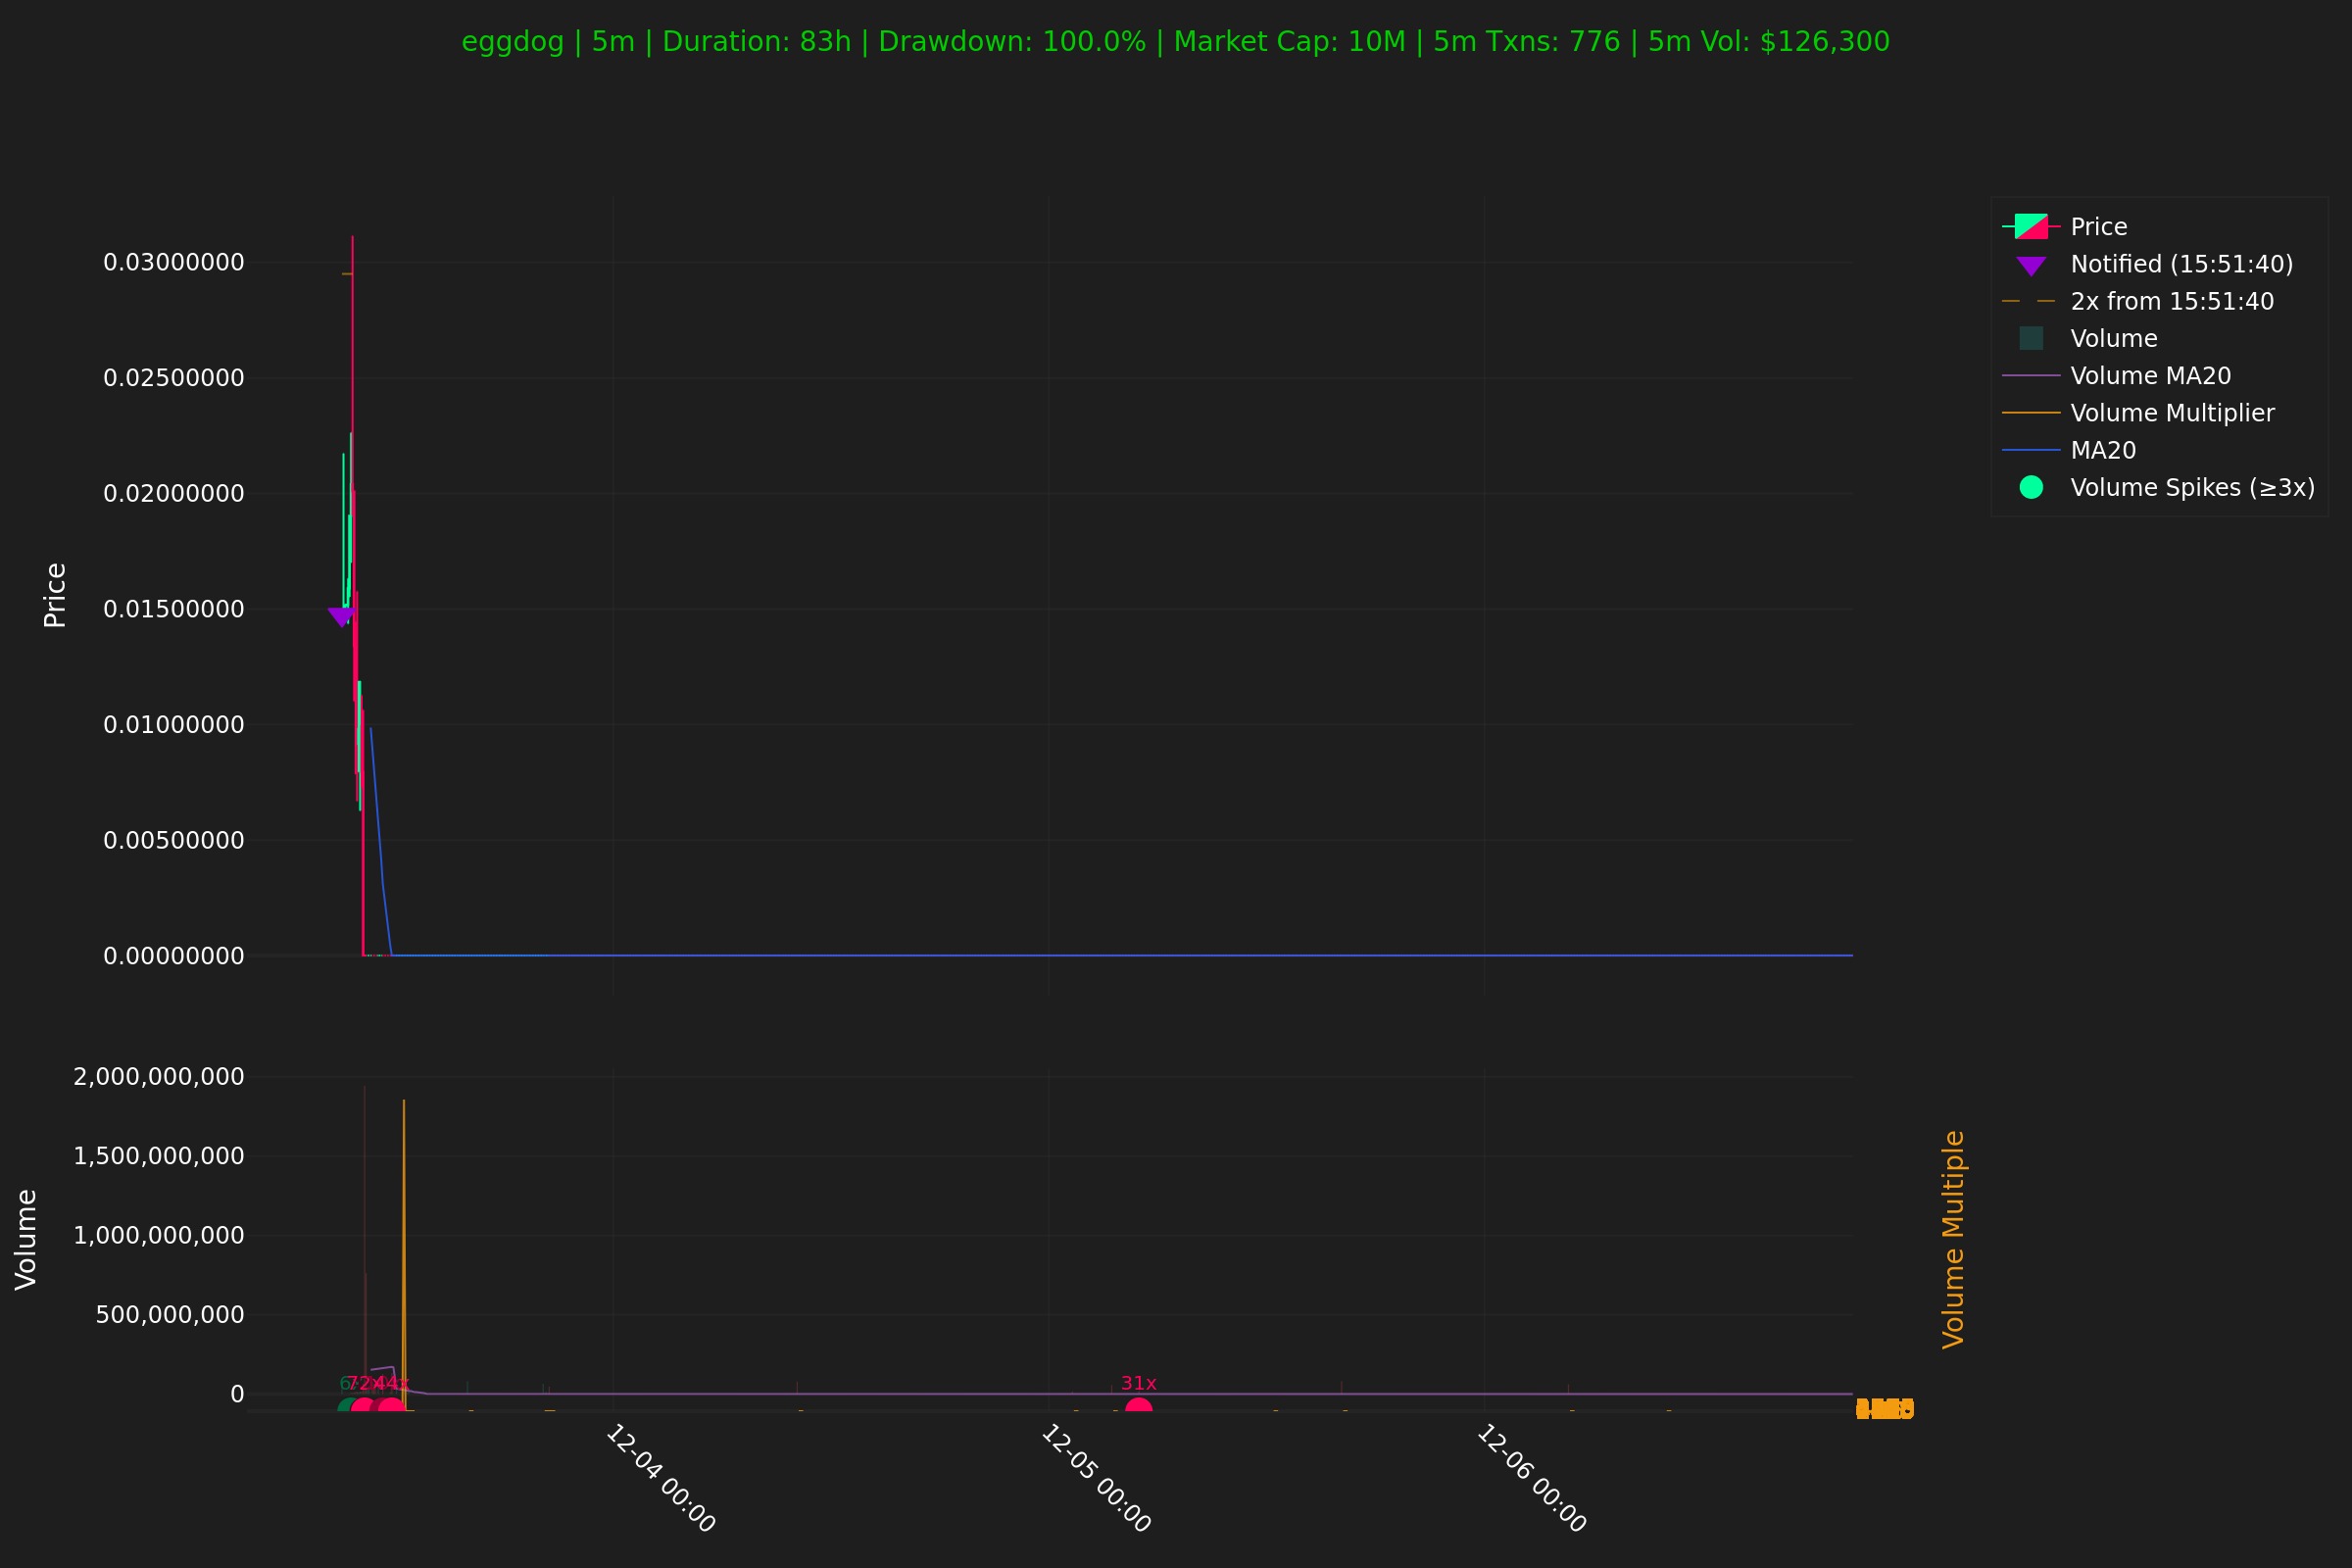 eggdog | 5m | Duration: 83h | Drawdown: 100.0% | Market Cap: 10M | 5m Txns: 776 | 5m Vol: $126,300
Price
Notified (15:51:40)
2x from 15:51:40
Volume
Volume MA20
Volume Multiplier
MA20
Volume Spikes (≥3x)
Price
0.03000000
0.02500000
0.02000000
0.01500000
0.01000000
0.00500000
0.00000000
Volume
2,000,000,000
1,500,000,000
1,000,000,000
500,000,000
0
72x
44x
31x
Volume Multiple
12-04 00:00
12-05 00:00
12-06 00:00